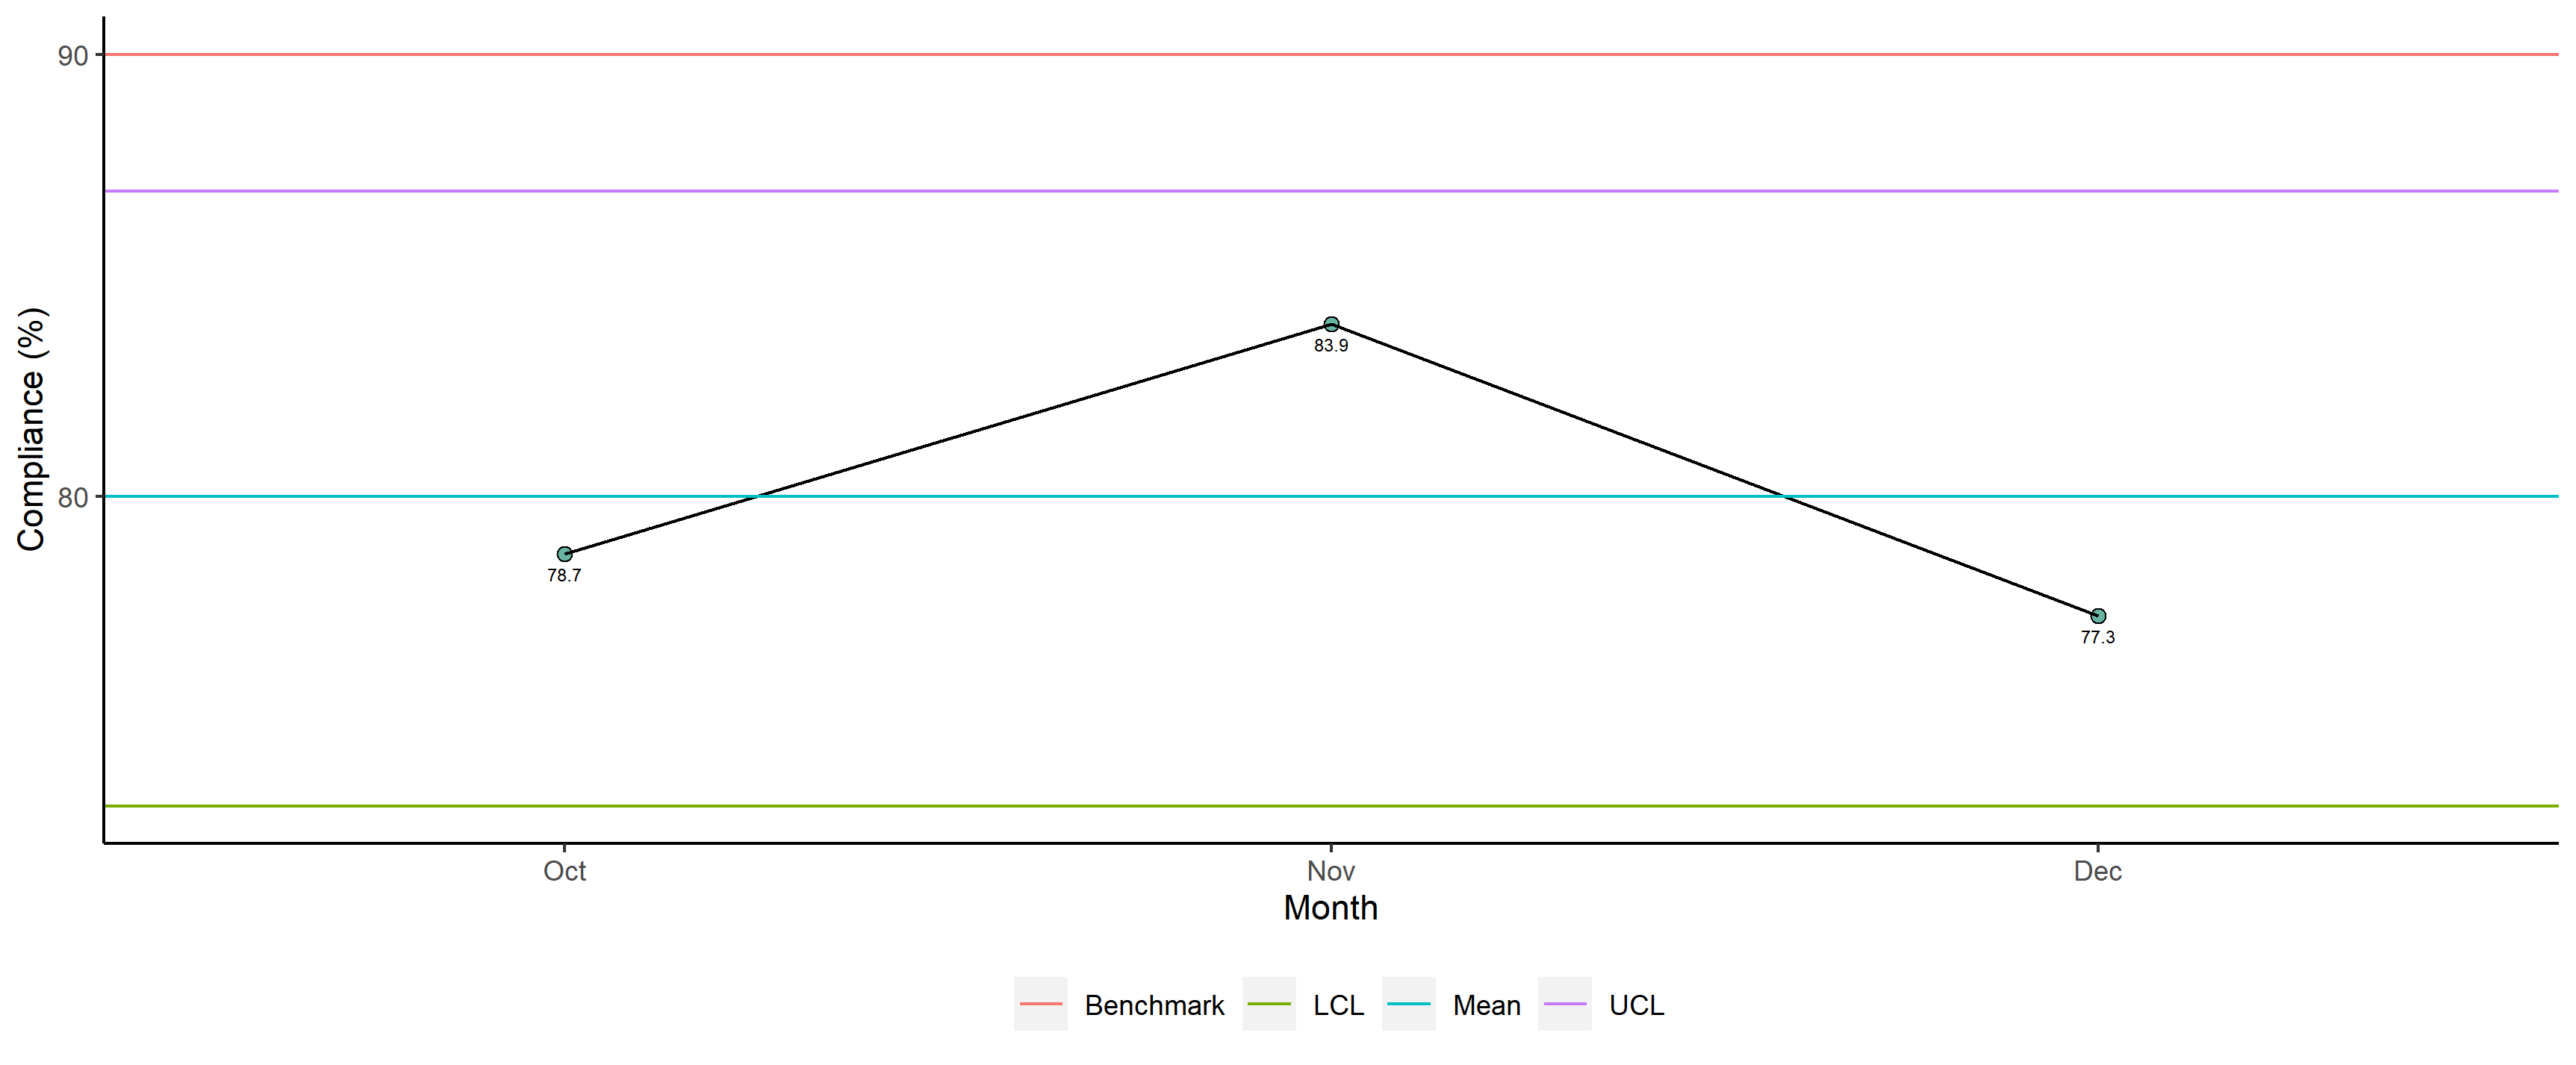 Compliance (%)
90
80
83.9
78.7
77.3
Oct Nov Dec
Month
Benchmark LCL Mean UCL